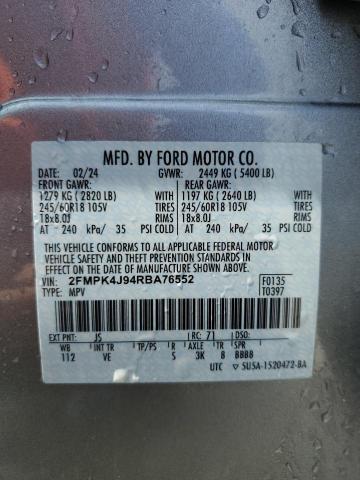 MFD. BY FORD MOTOR CO.
DATE: 02/24 GVWR: 2449 KG (5400 LB)
FRONT GAWR: REAR GAWR:
1279 KG (2820 LB) WITH 1197 KG (2640 LB) WITH
245/60R18 105V TIRES 245/60R18 105V TIRES
18x8.0J RIMS 18x8.0J RIMS
AT 240 kPa/ 35 PSI COLD AT 240 kPa/ 35 PSI COLD
THIS VEHICLE CONFORMS TO ALL APPLICABLE FEDERAL MOTOR
VEHICLE SAFETY AND THEFT PREVENTION STANDARDS IN EFFECT ON
THE DATE OF MANUFACTURE SHOWN ABOVE.
VIN: 2FMPK4J94RBA76552 F0135
TYPE: MPV T0397
EXT PNT: JS RC: 71 DSO:
WB INT TR TP/PS R AXLE TR SPR
112 VE S 3K 8 BBBB
UTC 5U5A-1520472-BA